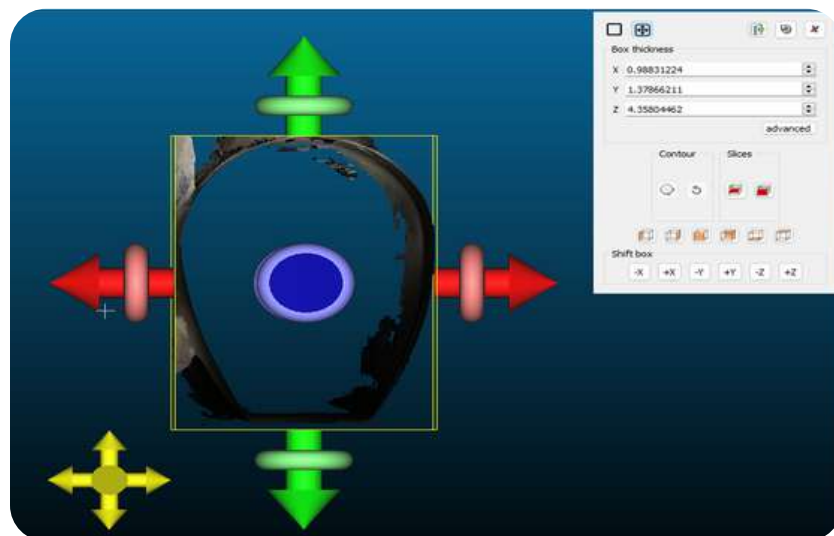 Box thickness
X 0.98831224
Y 1.37866211
Z 4.35804462
advanced
Contour Slices
Shift box
-X +X -Y +Y -Z +Z